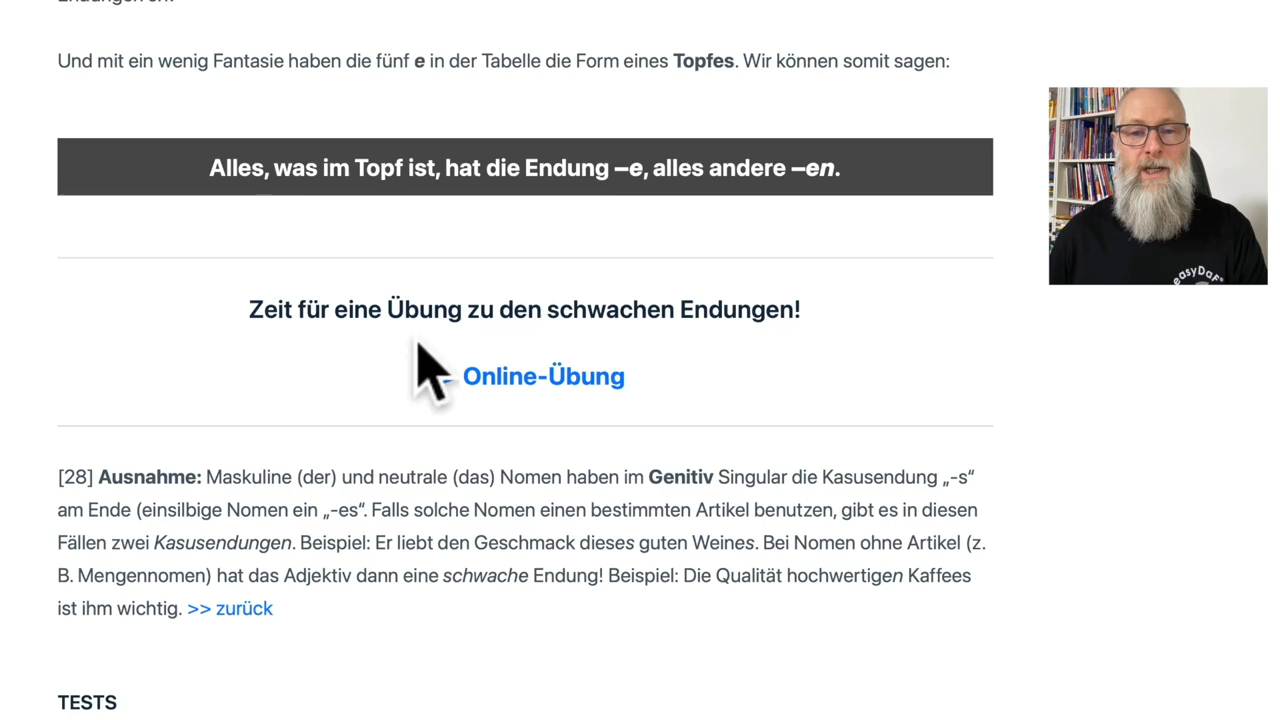 Und mit ein wenig Fantasie haben die fünf e in der Tabelle die Form eines Topfes. Wir können somit sagen:
Alles, was im Topf ist, hat die Endung –e, alles andere –en.
Zeit für eine Übung zu den schwachen Endungen!
Online-Übung
[28] Ausnahme: Maskuline (der) und neutrale (das) Nomen haben im Genitiv Singular die Kasusendung „-s“
am Ende (einsilbige Nomen ein „-es“. Falls solche Nomen einen bestimmten Artikel benutzen, gibt es in diesen
Fällen zwei Kasusendungen. Beispiel: Er liebt den Geschmack dieses guten Weines. Bei Nomen ohne Artikel (z.
B. Mengennomen) hat das Adjektiv dann eine schwache Endung! Beispiel: Die Qualität hochwertigen Kaffees
ist ihm wichtig. >> zurück
TESTS
easyDaF